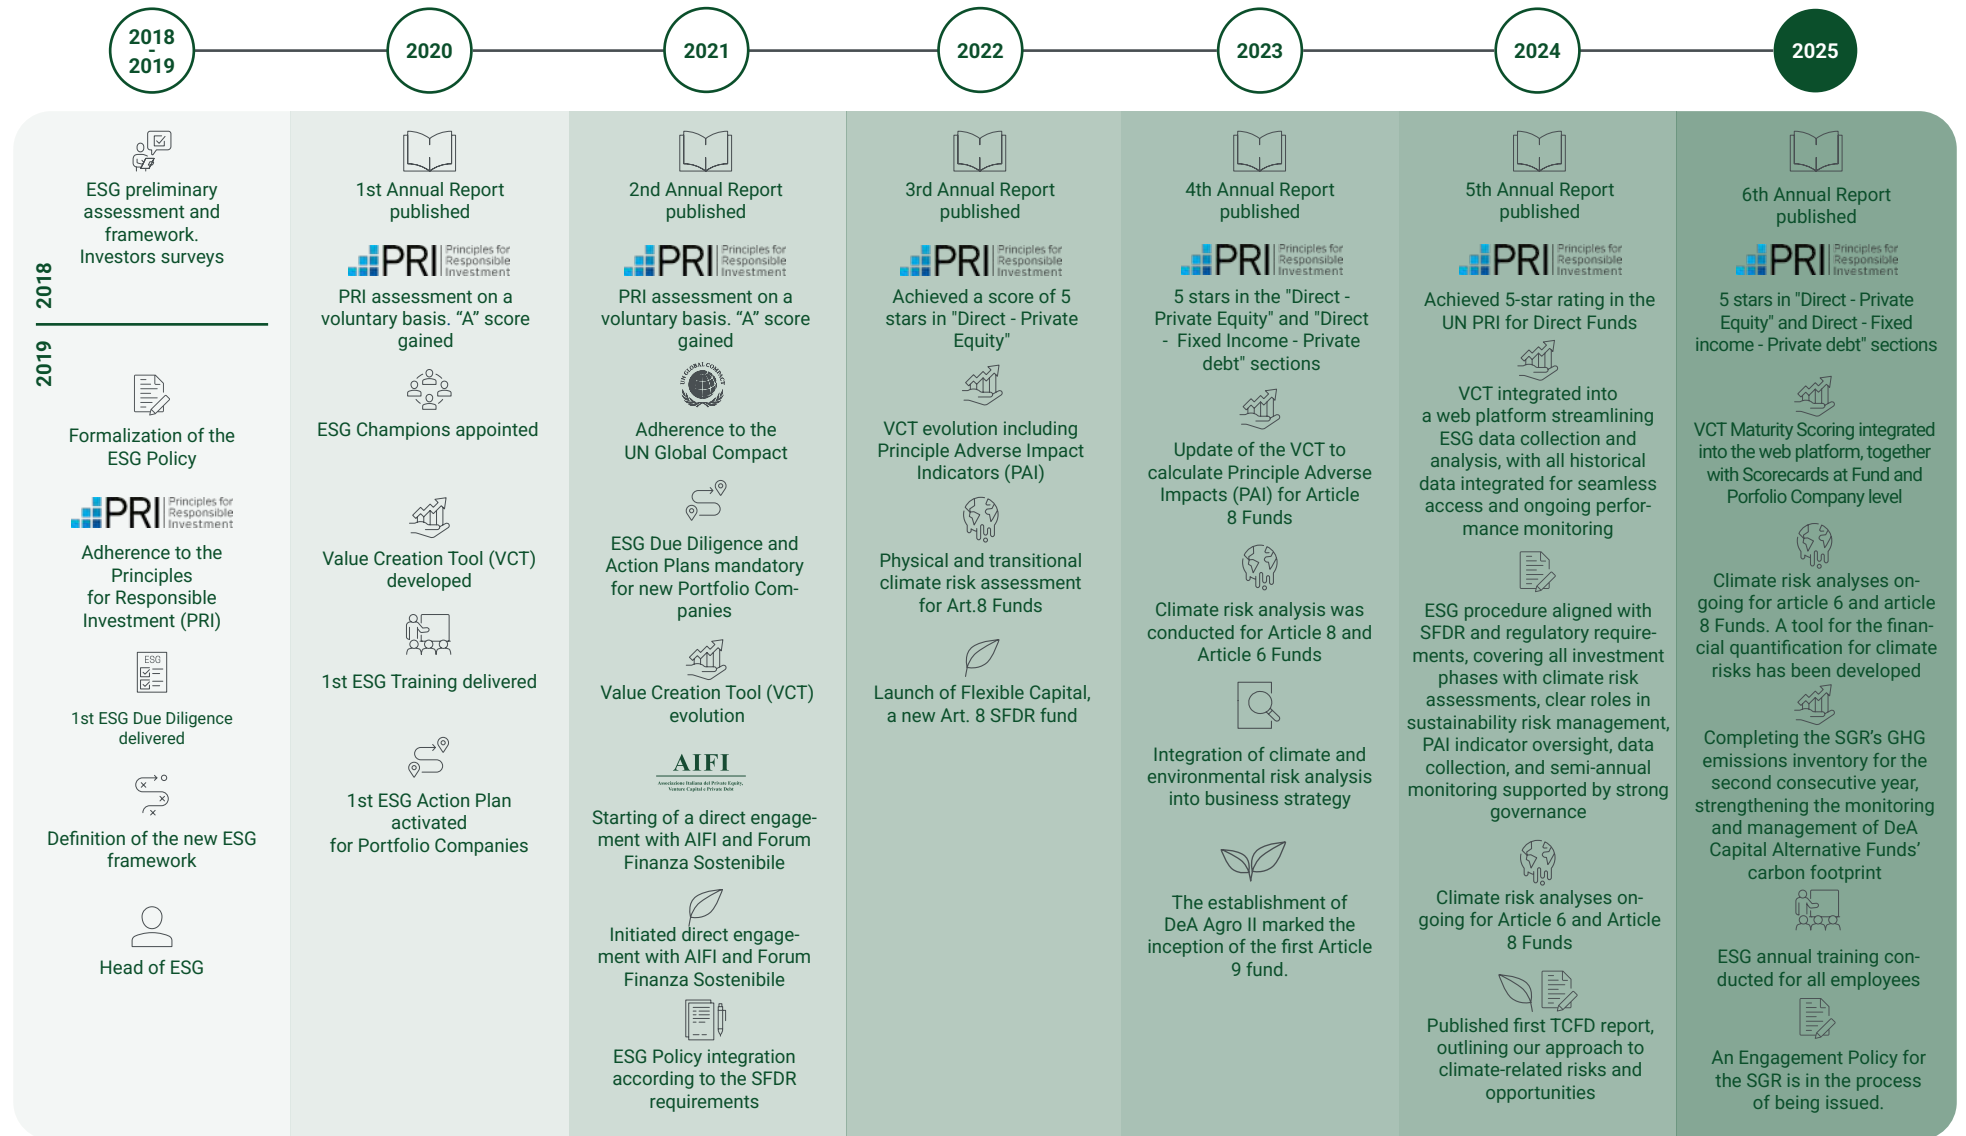 2018
-
2019
2020
2021
2022
2023
2024
2025
ESG preliminary
assessment and
framework.
Investors surveys
2018
2019
Formalization of the
ESG Policy
PRI Principles for
Responsible
Investment
Adherence to the
Principles
for Responsible
Investment (PRI)
ESG
1st ESG Due Diligence
delivered
Definition of the new ESG
framework
Head of ESG
1st Annual Report
published
PRI Principles for
Responsible
Investment
PRI assessment on a
voluntary basis. “A” score
gained
ESG Champions appointed
Value Creation Tool (VCT)
developed
1st ESG Training delivered
1st ESG Action Plan
activated
for Portfolio Companies
2nd Annual Report
published
PRI Principles for
Responsible
Investment
PRI assessment on a
voluntary basis. “A” score
gained
UN GLOBAL COMPACT
Adherence to the
UN Global Compact
ESG Due Diligence and
Action Plans mandatory
for new Portfolio Com-
panies
Value Creation Tool (VCT)
evolution
AIFI
Associazione Italiana del Private Equity,
Venture Capital e Private Debt
Starting of a direct engage-
ment with AIFI and Forum
Finanza Sostenibile
Initiated direct engage-
ment with AIFI and Forum
Finanza Sostenibile
ESG Policy integration
according to the SFDR
requirements
3rd Annual Report
published
PRI Principles for
Responsible
Investment
Achieved a score of 5
stars in "Direct - Private
Equity"
VCT evolution including
Principle Adverse Impact
Indicators (PAI)
Physical and transitional
climate risk assessment
for Art.8 Funds
Launch of Flexible Capital,
a new Art. 8 SFDR fund
4th Annual Report
published
PRI Principles for
Responsible
Investment
5 stars in the "Direct -
Private Equity" and "Direct
- Fixed Income - Private
debt" sections
Update of the VCT to
calculate Principle Adverse
Impacts (PAI) for Article
8 Funds
Climate risk analysis was
conducted for Article 8 and
Article 6 Funds
Integration of climate and
environmental risk analysis
into business strategy
The establishment of
DeA Agro II marked the
inception of the first Article
9 fund.
5th Annual Report
published
PRI Principles for
Responsible
Investment
Achieved 5-star rating in the
UN PRI for Direct Funds
VCT integrated into
a web platform streamlining
ESG data collection and
analysis, with all historical
data integrated for seamless
access and ongoing perfor-
mance monitoring
ESG procedure aligned with
SFDR and regulatory require-
ments, covering all investment
phases with climate risk
assessments, clear roles in
sustainability risk management,
PAI indicator oversight, data
collection, and semi-annual
monitoring supported by strong
governance
Climate risk analyses on-
going for Article 6 and Article
8 Funds
Published first TCFD report,
outlining our approach to
climate-related risks and
opportunities
6th Annual Report
published
PRI Principles for
Responsible
Investment
5 stars in "Direct - Private
Equity" and Direct - Fixed
income - Private debt" sections
VCT Maturity Scoring integrated
into the web platform, together
with Scorecards at Fund and
Porfolio Company level
Climate risk analyses on-
going for article 6 and article
8 Funds. A tool for the finan-
cial quantification for climate
risks has been developed
Completing the SGR’s GHG
emissions inventory for the
second consecutive year,
strengthening the monitoring
and management of DeA
Capital Alternative Funds’
carbon footprint
ESG annual training con-
ducted for all employees
An Engagement Policy for
the SGR is in the process
of being issued.